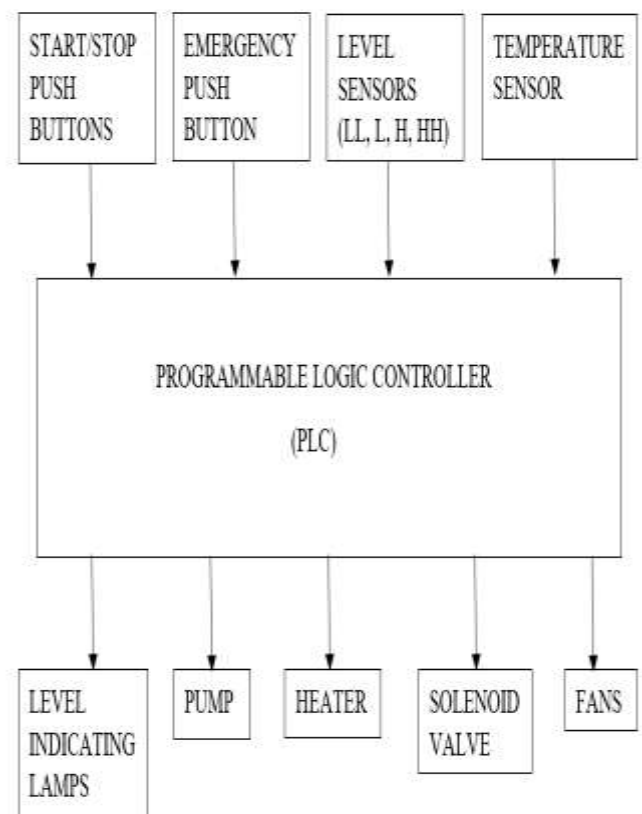 START/STOP
PUSH
BUTTONS
EMERGENCY
PUSH
BUTTON
LEVEL
SENSORS
(LL, L, H, HH)
TEMPERATURE
SENSOR
PROGRAMMABLE LOGIC CONTROLLER
(PLC)
LEVEL
INDICATING
LAMPS
PUMP
HEATER
SOLENOID
VALVE
FANS